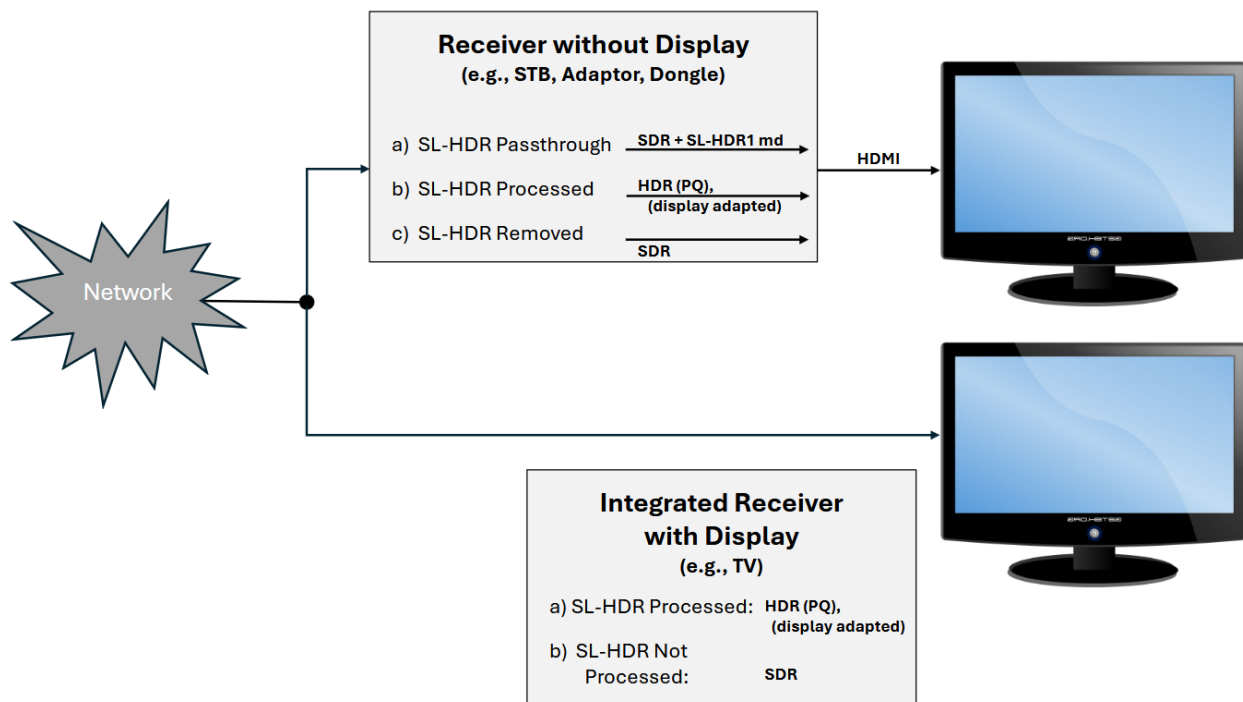 Receiver without Display
(e.g., STB, Adaptor, Dongle)
a) SL-HDR Passthrough
SDR + SL-HDR1 md
b) SL-HDR Processed
HDR (PQ),
(display adapted)
c) SL-HDR Removed
SDR
HDMI
Network
Integrated Receiver
with Display
(e.g., TV)
a) SL-HDR Processed:
HDR (PQ),
(display adapted)
b) SL-HDR Not
Processed:
SDR